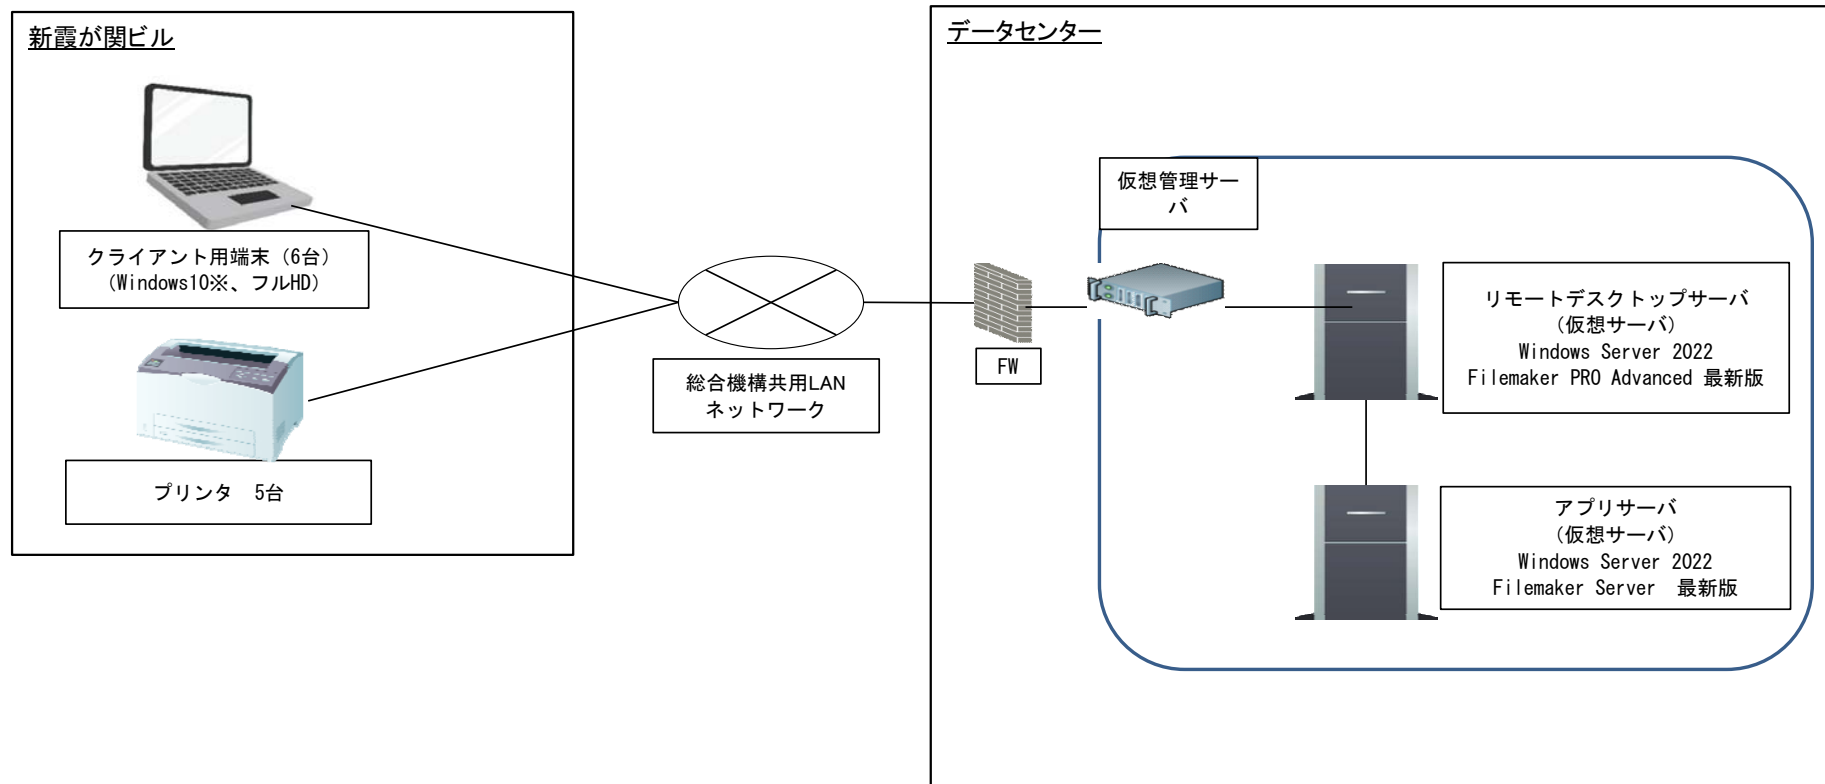 新霞が関ビル
クライアント用端末（6台）
（Windows10※、フルHD）
プリンタ　5台
総合機構共用LAN
ネットワーク
データセンター
FW
仮想管理サー
バ
リモートデスクトップサーバ
（仮想サーバ）
Windows Server 2022
Filemaker PRO Advanced 最新版
アプリサーバ
（仮想サーバ）
Windows Server 2022
Filemaker Server　最新版